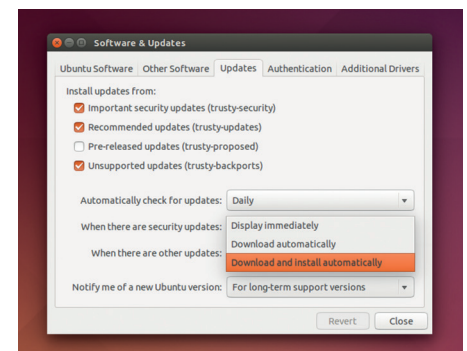 Software & Updates
Ubuntu Software Other Software Updates Authentication Additional Drivers
Install updates from:
Important security updates (trusty-security)
Recommended updates (trusty-updates)
Pre-released updates (trusty-proposed)
Unsupported updates (trusty-backports)
Automatically check for updates: Daily
When there are security updates: Display immediately
Download automatically
When there are other updates: Download and install automatically
Notify me of a new Ubuntu version: For long-term support versions
Revert Close